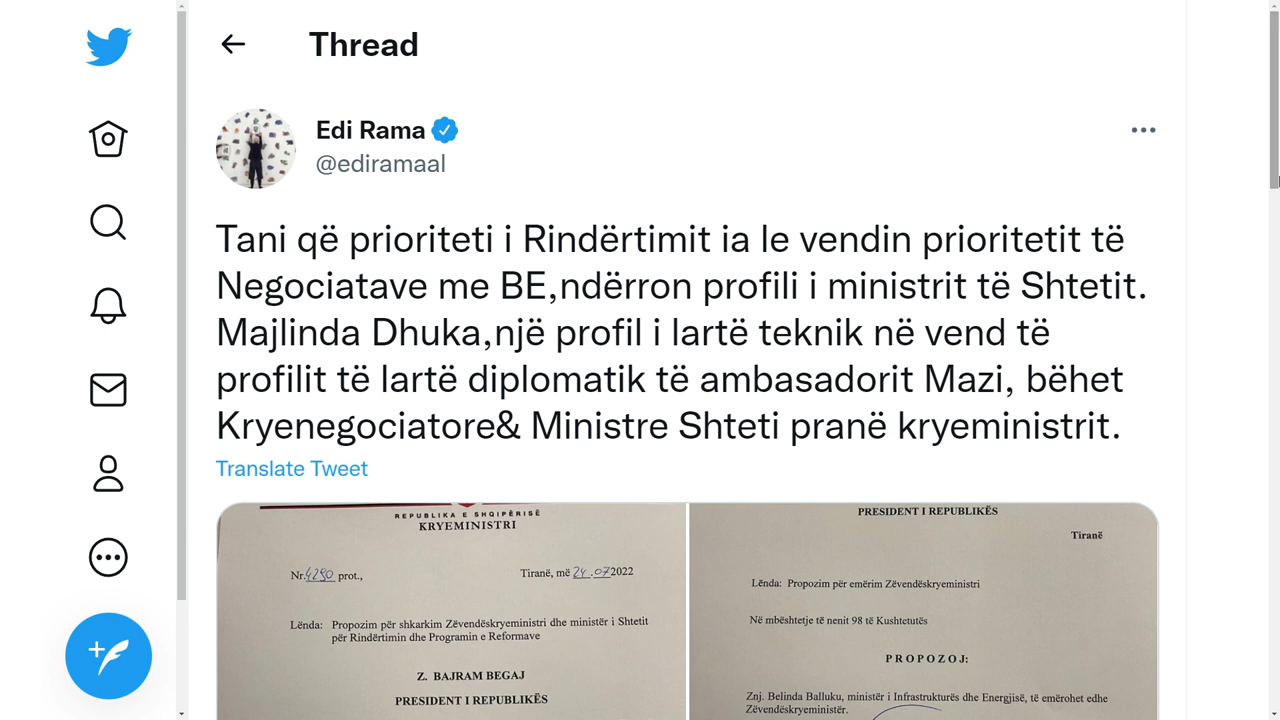 Thread
Edi Rama
@ediramaal
Tani që prioriteti i Rindërtimit ia le vendin prioritetit të
Negociatave me BE,ndërron profili i ministrit të Shtetit.
Majlinda Dhuka,një profil i lartë teknik në vend të
profilit të lartë diplomatik të ambasadorit Mazi, bëhet
Kryenegociatore& Ministre Shteti pranë kryeministrit.
Translate Tweet
REPUBLIKA E SHQIPËRISË
KRYEMINISTRI
Nr.4290 prot.,
Tiranë, më 24.07.2022
Lënda: Propozim për shkarkim Zëvendëskryeministri dhe ministër i Shtetit
për Rindërtimin dhe Programin e Reformave
Z. BAJRAM BEGAJ
PRESIDENT I REPUBLIKËS
PRESIDENT I REPUBLIKËS
Tiranë
Lënda: Propozim për emërim Zëvendëskryeministri
Në mbështetje të nenit 98 të Kushtetutës
PROPOZOJ:
Znj. Belinda Balluku, ministër i Infrastrukturës dhe Energjisë, të emërohet edhe
Zëvendëskryeministër.